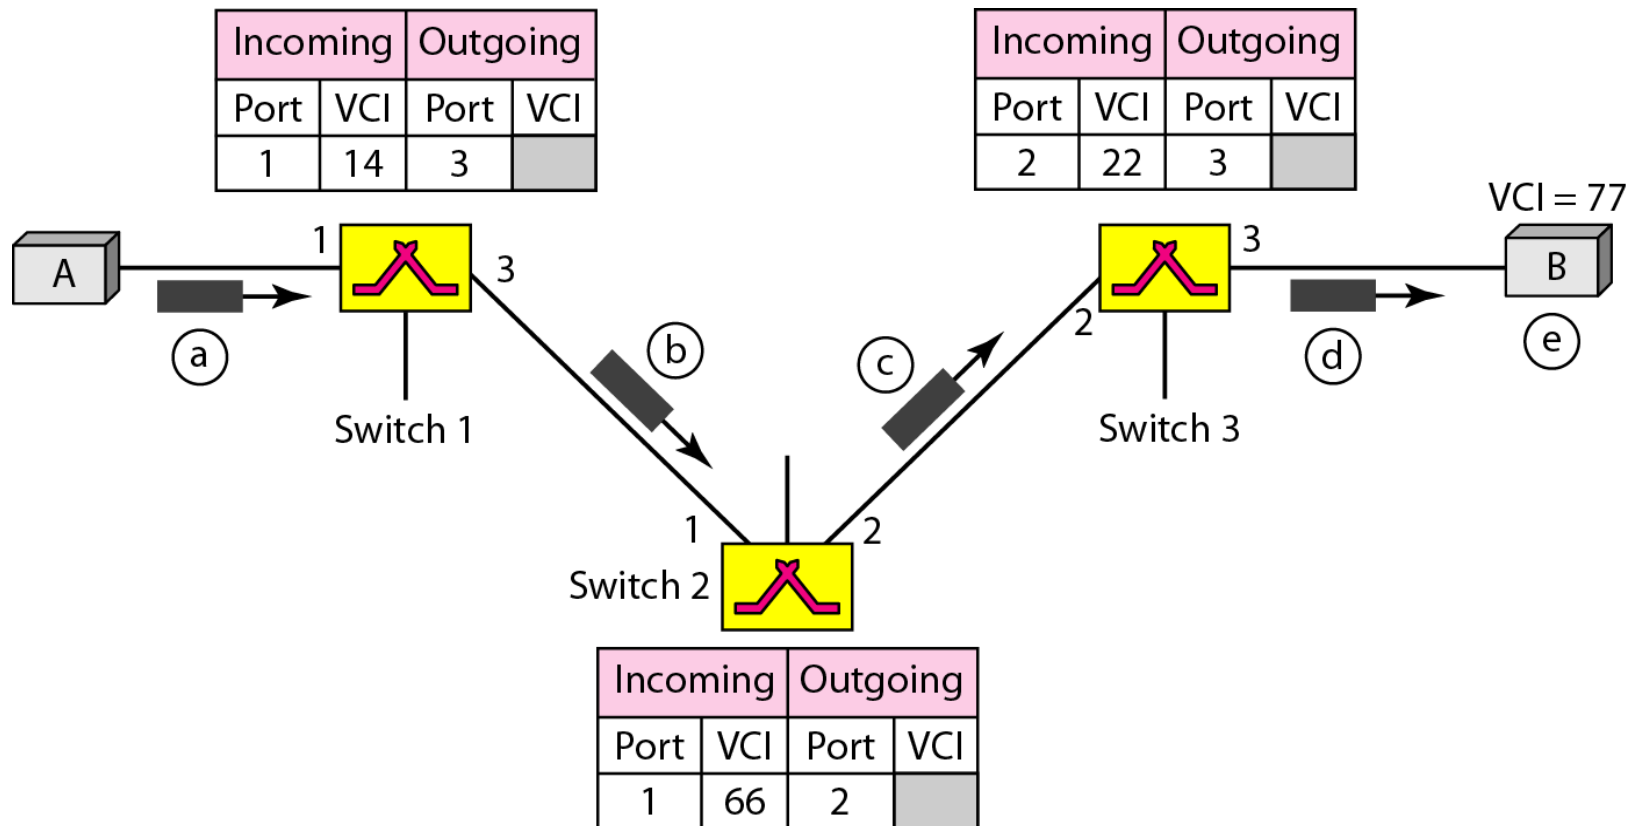 Incoming Outgoing
Port VCI Port VCI
1 14 3
Incoming Outgoing
Port VCI Port VCI
2 22 3
VCI = 77
A
1
3
a
Switch 1
b
c
2
3
Switch 3
d
B
e
1
2
Switch 2
Incoming Outgoing
Port VCI Port VCI
1 66 2